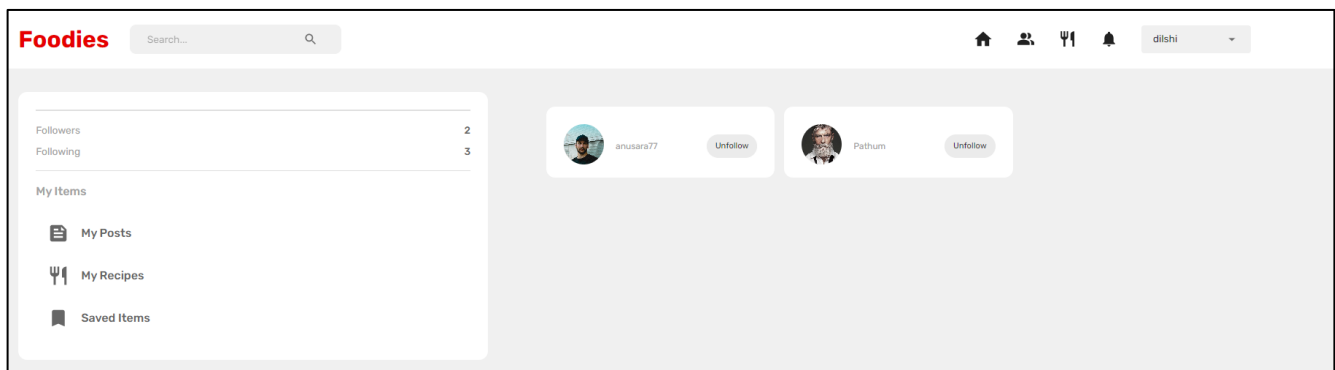 Foodies Search... dilshi
Followers 2
Following 3
My Items
My Posts
My Recipes
Saved Items
anusara77 Unfollow
Pathum Unfollow